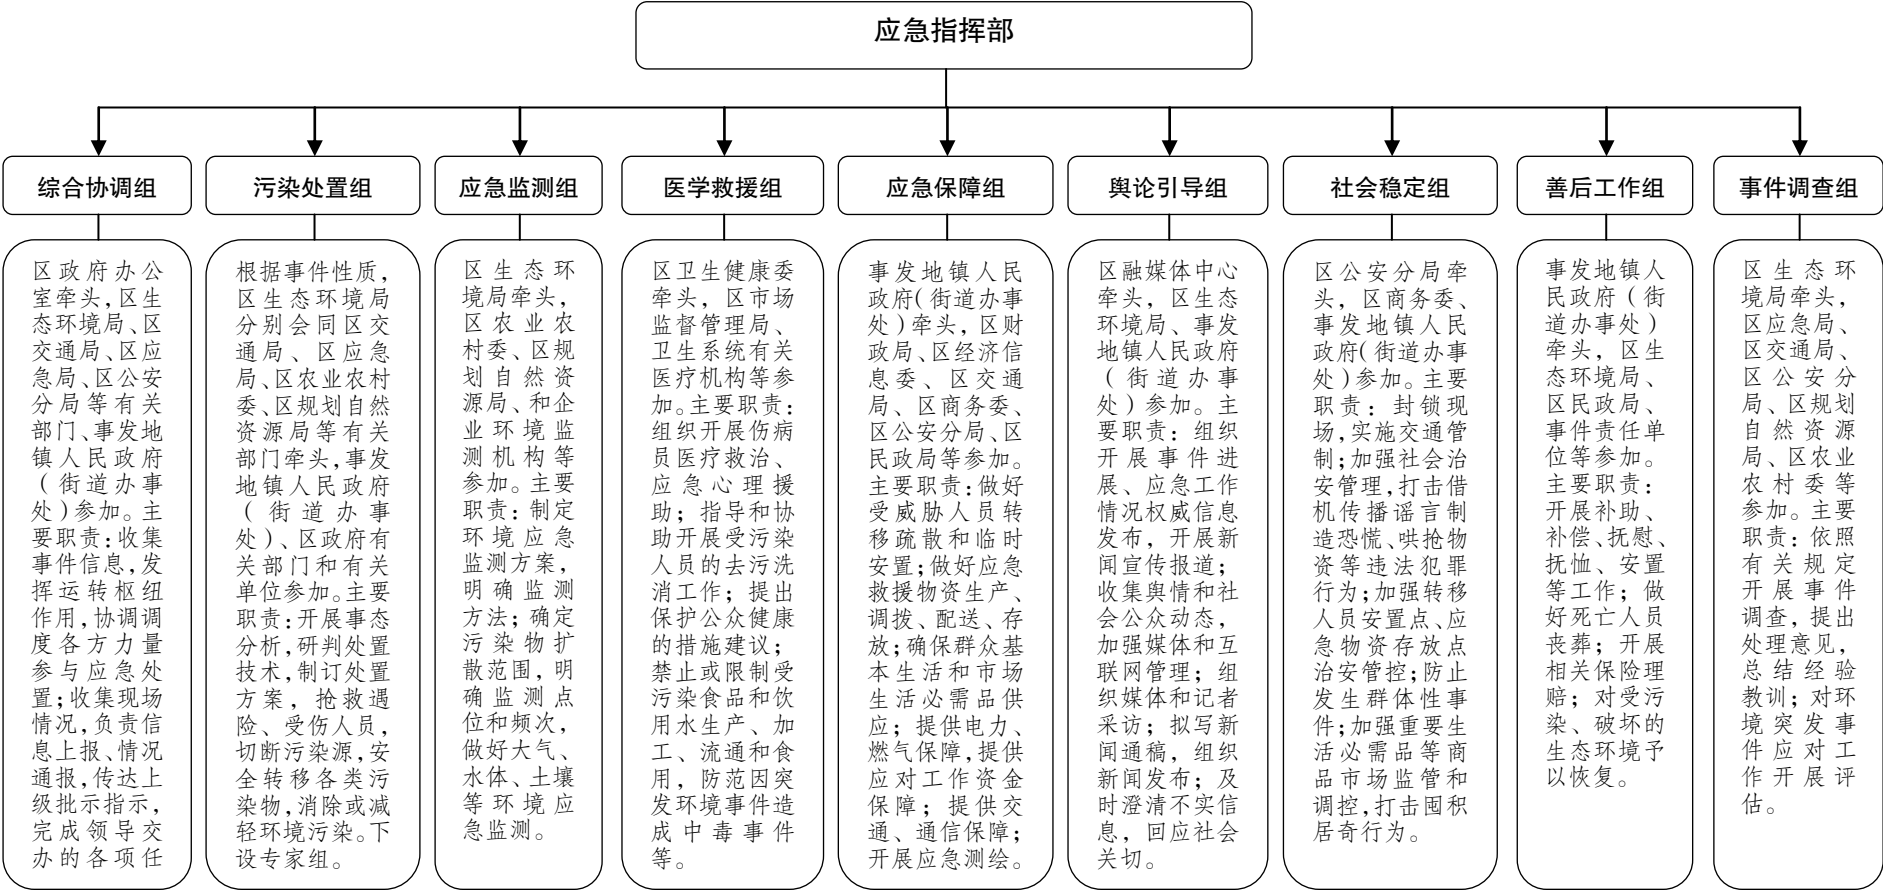 应急指挥部
综合协调组
区政府办公
室牵头,区生
态环境局、区
交通局、区应
急局、区公安
分局等有关
部门、事发地
镇人民政府
(街道办事
处)参加。主
要职责:收集
事件信息,发
挥运转枢纽
作用,协调调
度各方力量
参与应急处
置;收集现场
情况,负责信
息上报、情况
通报,传达上
级批示指示,
完成领导交
办的各项任
污染处置组
根据事件性质,
区生态环境局
分别会同区交
通局、区应急
局、区农业农村
委、区规划自然
资源局等有关
部门牵头,事发
地镇人民政府
(街道办事
处)、区政府有
关部门和有关
单位参加。主要
职责:开展事态
分析,研判处置
技术,制订处置
方案,抢救遇
险、受伤人员,
切断污染源,安
全转移各类污
染物,消除或减
轻环境污染。下
设专家组。
应急监测组
区生态环
境局牵头,
区农业农
村委、区规
划自然资
源局、和企
业环境监
测机构等
参加。主要
职责:制定
环境应急
监测方案,
明确监测
方法;确定
污染物扩
散范围,明
确监测点
位和频次,
做好大气、
水体、土壤
等环境应
急监测。
医学救援组
区卫生健康委
牵头,区市场
监督管理局、
卫生系统有关
医疗机构等参
加。主要职责:
组织开展伤病
员医疗救治、
应急心理援
助;指导和协
助开展受污染
人员的去污洗
消工作;提出
保护公众健康
的措施建议;
禁止或限制受
污染食品和饮
用水生产、加
工、流通和食
用,防范因突
发环境事件造
成中毒事件
等。
应急保障组
事发地镇人民
政府(街道办事
处)牵头,区财
政局、区经济信
息委、区交通
局、区商务委、
区公安分局、区
民政局等参加。
主要职责:做好
受威胁人员转
移疏散和临时
安置;做好应急
救援物资生产、
调拨、配送、存
放;确保群众基
本生活和市场
生活必需品供
应;提供电力、
燃气保障,提供
应对工作资金
保障;提供交
通、通信保障;
开展应急测绘。
舆论引导组
区融媒体中心
牵头,区生态
环境局、事发
地镇人民政府
(街道办事
处)参加。主
要职责:组织
开展事件进
展、应急工作
情况权威信息
发布,开展新
闻宣传报道;
收集舆情和社
会公众动态,
加强媒体和互
联网管理;组
织媒体和记者
采访;拟写新
闻通稿,组织
新闻发布;及
时澄清不实信
息,回应社会
关切。
社会稳定组
区公安分局牵
头,区商务委、
事发地镇人民
政府(街道办事
处)参加。主要
职责:封锁现
场,实施交通管
制;加强社会治
安管理,打击借
机传播谣言制
造恐慌、哄抢物
资等违法犯罪
行为;加强转移
人员安置点、应
急物资存放点
治安管控;防止
发生群体性事
件;加强重要生
活必需品等商
品市场监管和
调控,打击囤积
居奇行为。
善后工作组
事发地镇人
民政府(街
道办事处)
牵头,区生
态环境局、
区民政局、
事件责任单
位等参加。
主要职责:
开展补助、
补偿、抚慰、
抚恤、安置
等工作;做
好死亡人员
丧葬;开展
相关保险理
赔;对受污
染、破坏的
生态环境予
以恢复。
事件调查组
区生态环
境局牵头,
区应急局、
区交通局、
区公安分
局、区规划
自然资源
局、区农业
农村委等
参加。主要
职责:依照
有关规定
开展事件
调查,提出
处理意见,
总结经验
教训;对环
境突发事
件应对工
作开展评
估。